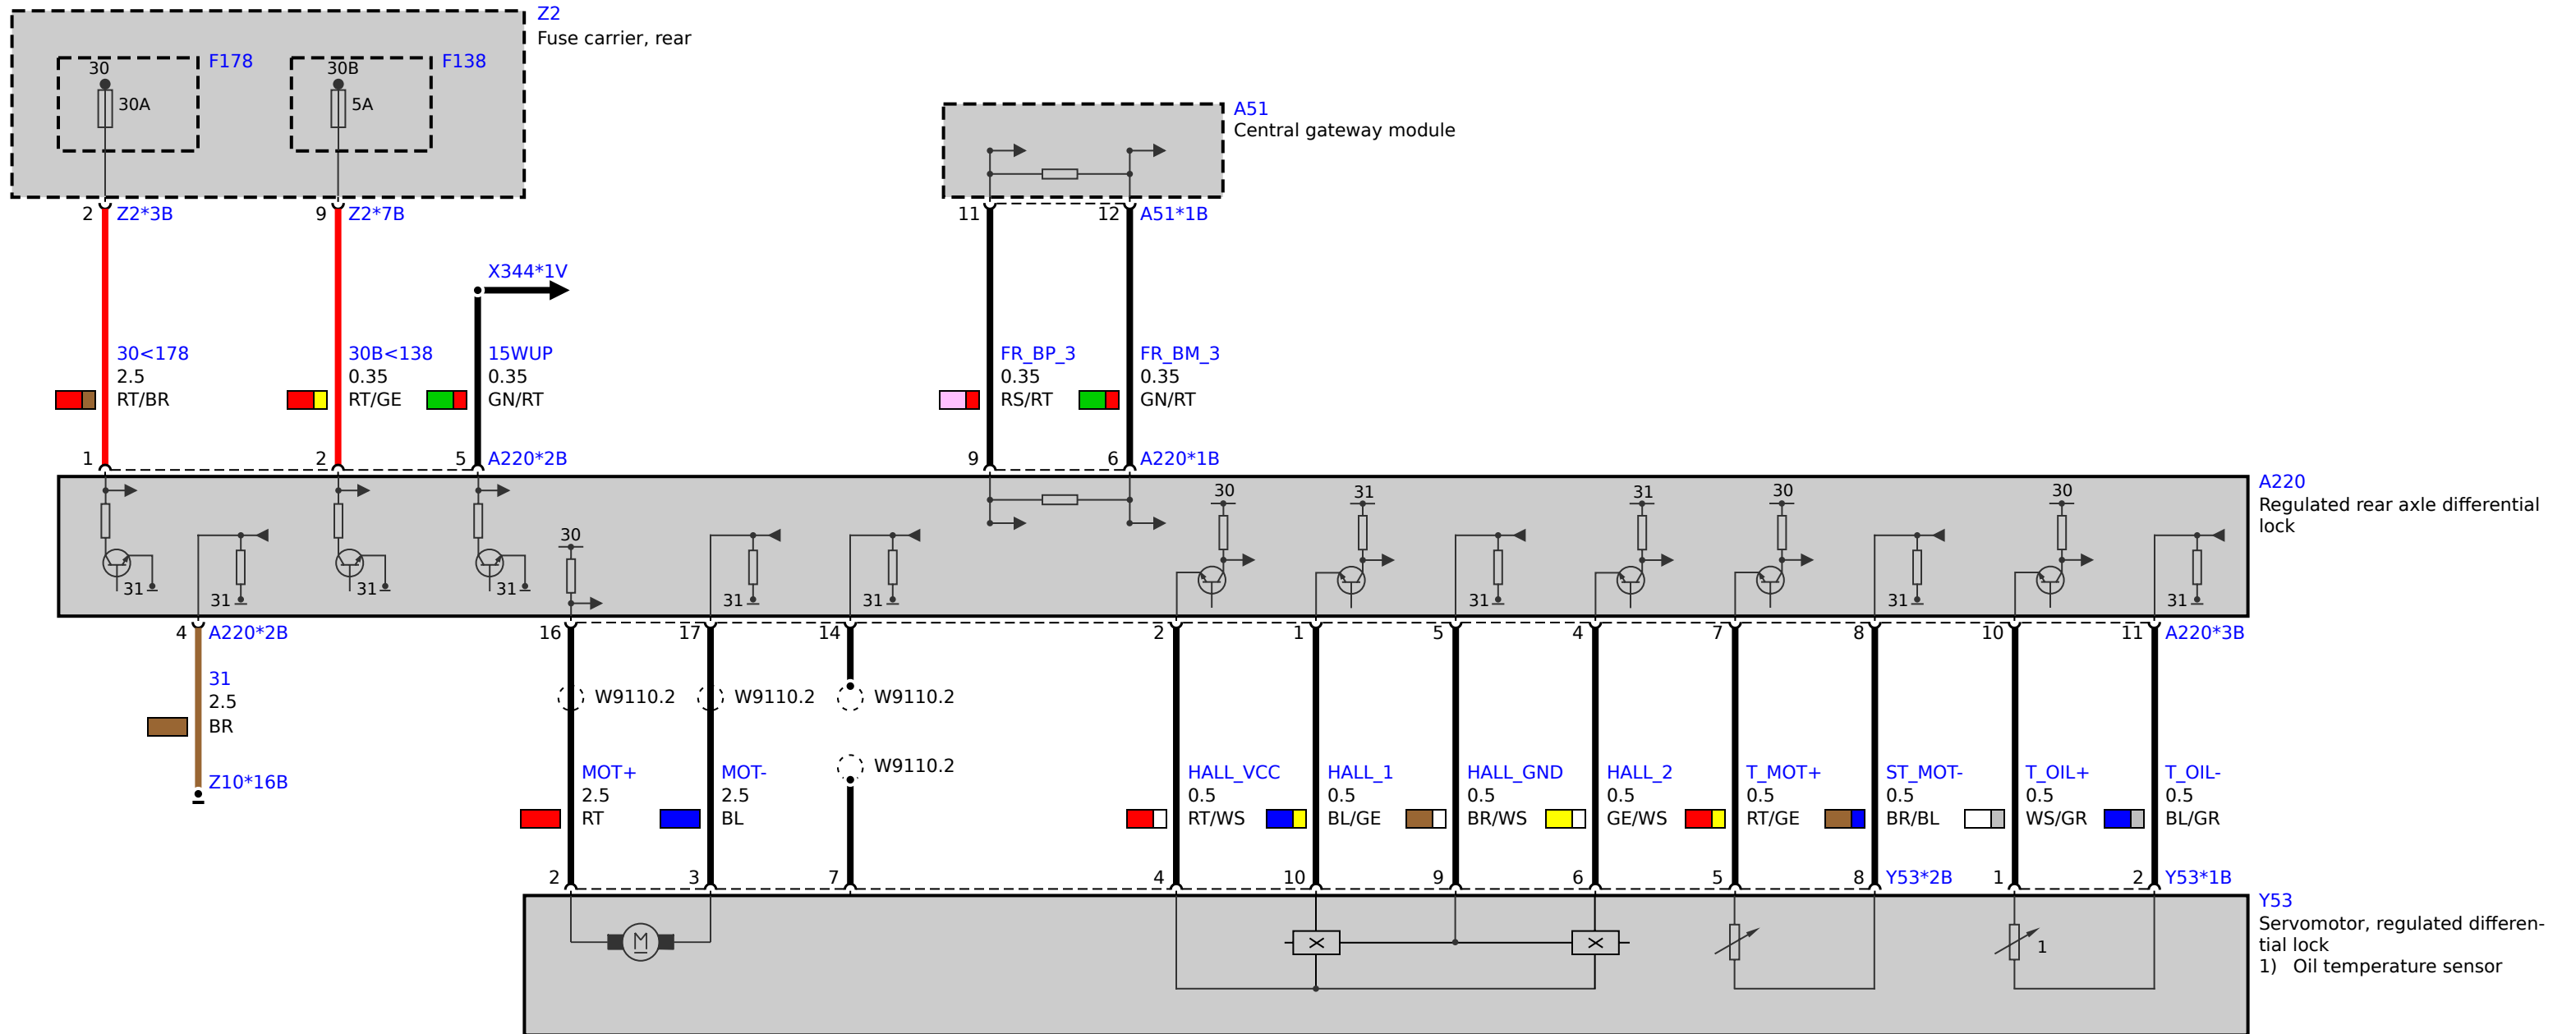 Z2
Fuse carrier, rear
30
F178
30B
F138
30A
5A
A51
Central gateway module
2
Z2*3B
9
Z2*7B
11
12
A51*1B
X344*1V
30<178
2.5
RT/BR
30B<138
0.35
RT/GE
15WUP
0.35
GN/RT
FR_BP_3
0.35
RS/RT
FR_BM_3
0.35
GN/RT
1
2
5
A220*2B
9
6
A220*1B
A220
Regulated rear axle differential
lock
30
31
31
30
30
30
31
31
31
31
31
31
31
31
31
4
A220*2B
16
17
14
2
1
5
4
7
8
10
11
A220*3B
31
2.5
BR
Z10*16B
W9110.2
W9110.2
W9110.2
W9110.2
MOT+
2.5
RT
MOT-
2.5
BL
HALL_VCC
0.5
RT/WS
HALL_1
0.5
BL/GE
HALL_GND
0.5
BR/WS
HALL_2
0.5
GE/WS
T_MOT+
0.5
RT/GE
ST_MOT-
0.5
BR/BL
T_OIL+
0.5
WS/GR
T_OIL-
0.5
BL/GR
2
3
7
4
10
9
6
5
8
Y53*2B
1
2
Y53*1B
M
1
Y53
Servomotor, regulated differen-
tial lock
1) Oil temperature sensor